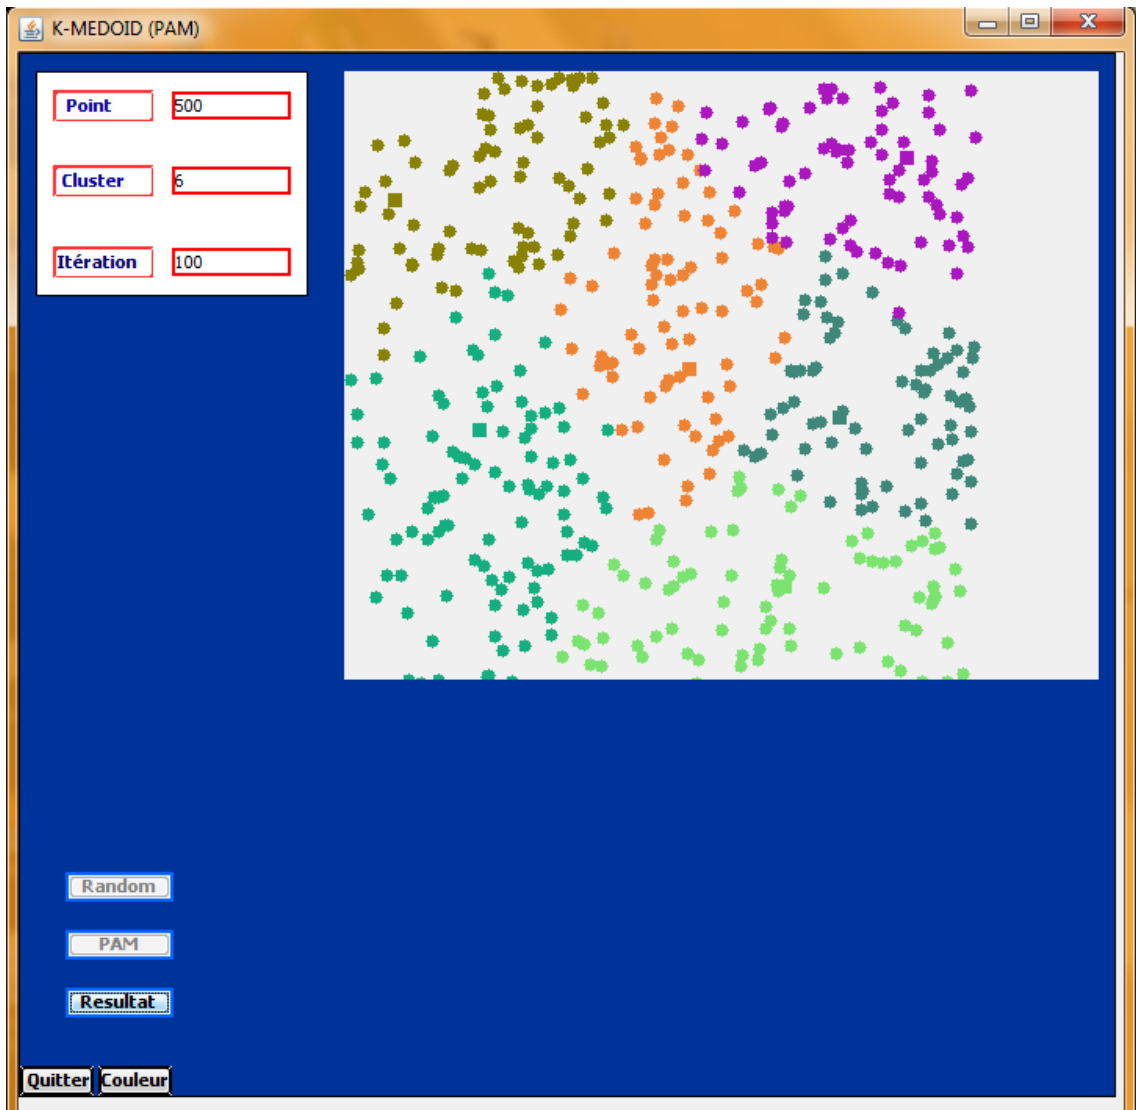 K-MEDOID (PAM)
Point 500
Cluster 6
Itération 100
Random
PAM
Resultat
Quitter Couleur